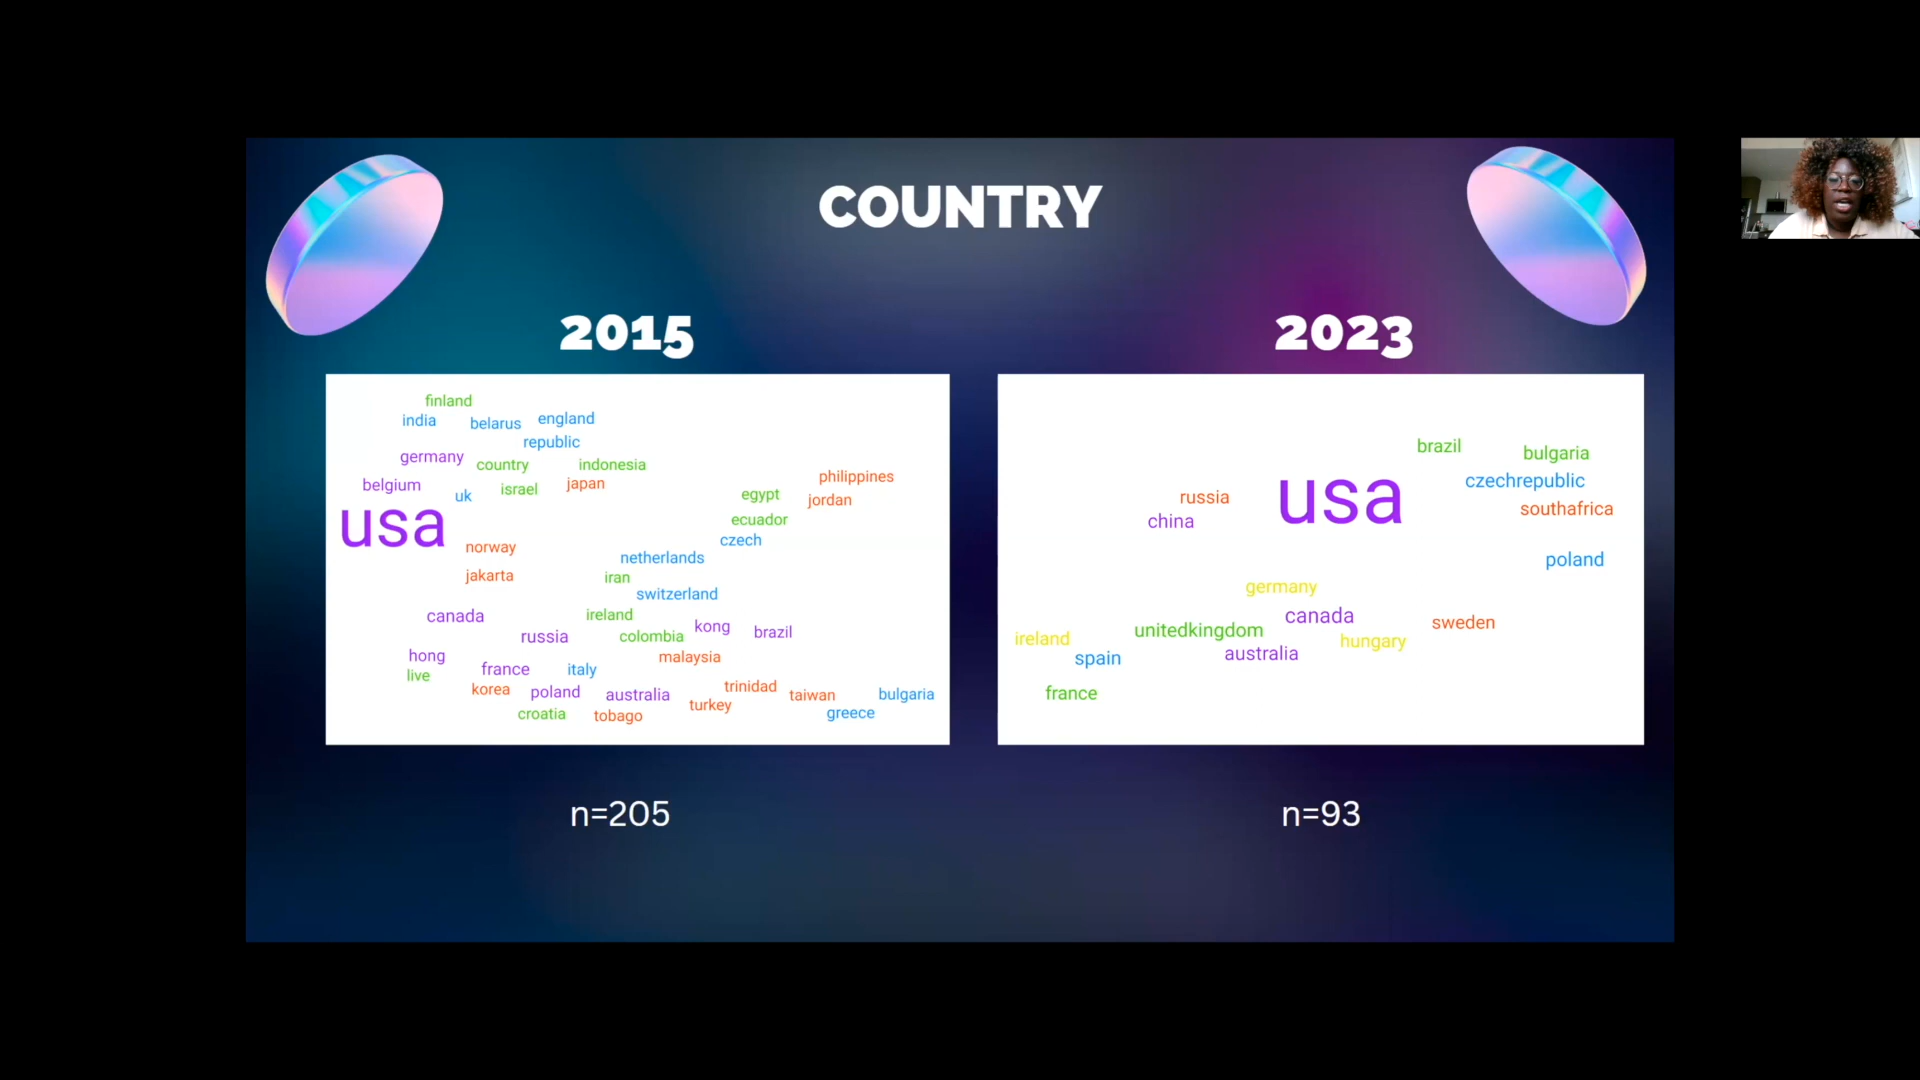 COUNTRY
2015
2023
finland
india
belarus
england
republic
germany
country
indonesia
belgium
uk
israel
japan
philippines
egypt
jordan
usa
ecuador
czech
norway
netherlands
jakarta
iran
switzerland
canada
ireland
russia
colombia
kong
brazil
hong
malaysia
live
france
italy
korea
poland
australia
trinidad
taiwan
bulgaria
croatia
tobago
turkey
greece
brazil
bulgaria
usa
czechrepublic
russia
southafrica
china
poland
germany
canada
sweden
ireland
unitedkingdom
hungary
spain
australia
france
n=205
n=93